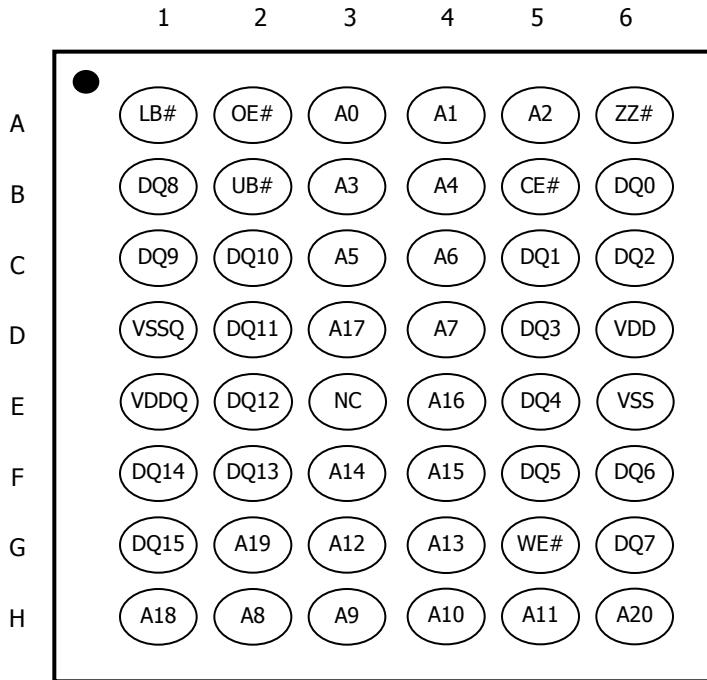 1 2 3 4 5 6
A LB# OE# A0 A1 A2 ZZ#
B DQ8 UB# A3 A4 CE# DQ0
C DQ9 DQ10 A5 A6 DQ1 DQ2
D VSSQ DQ11 A17 A7 DQ3 VDD
E VDDQ DQ12 NC A16 DQ4 VSS
F DQ14 DQ13 A14 A15 DQ5 DQ6
G DQ15 A19 A12 A13 WE# DQ7
H A18 A8 A9 A10 A11 A20